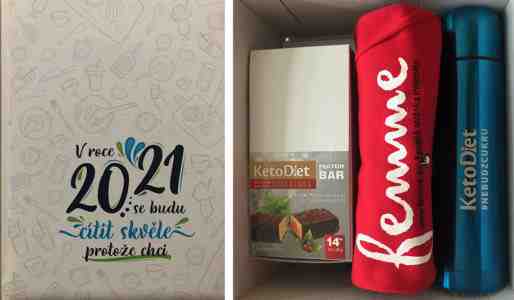 V roce
2021
se budu
cítit skvěle
protože chci
KetoDiet
PROTEIN
BAR
14
femme
KetoDiet
#NEBUDZCUKRU